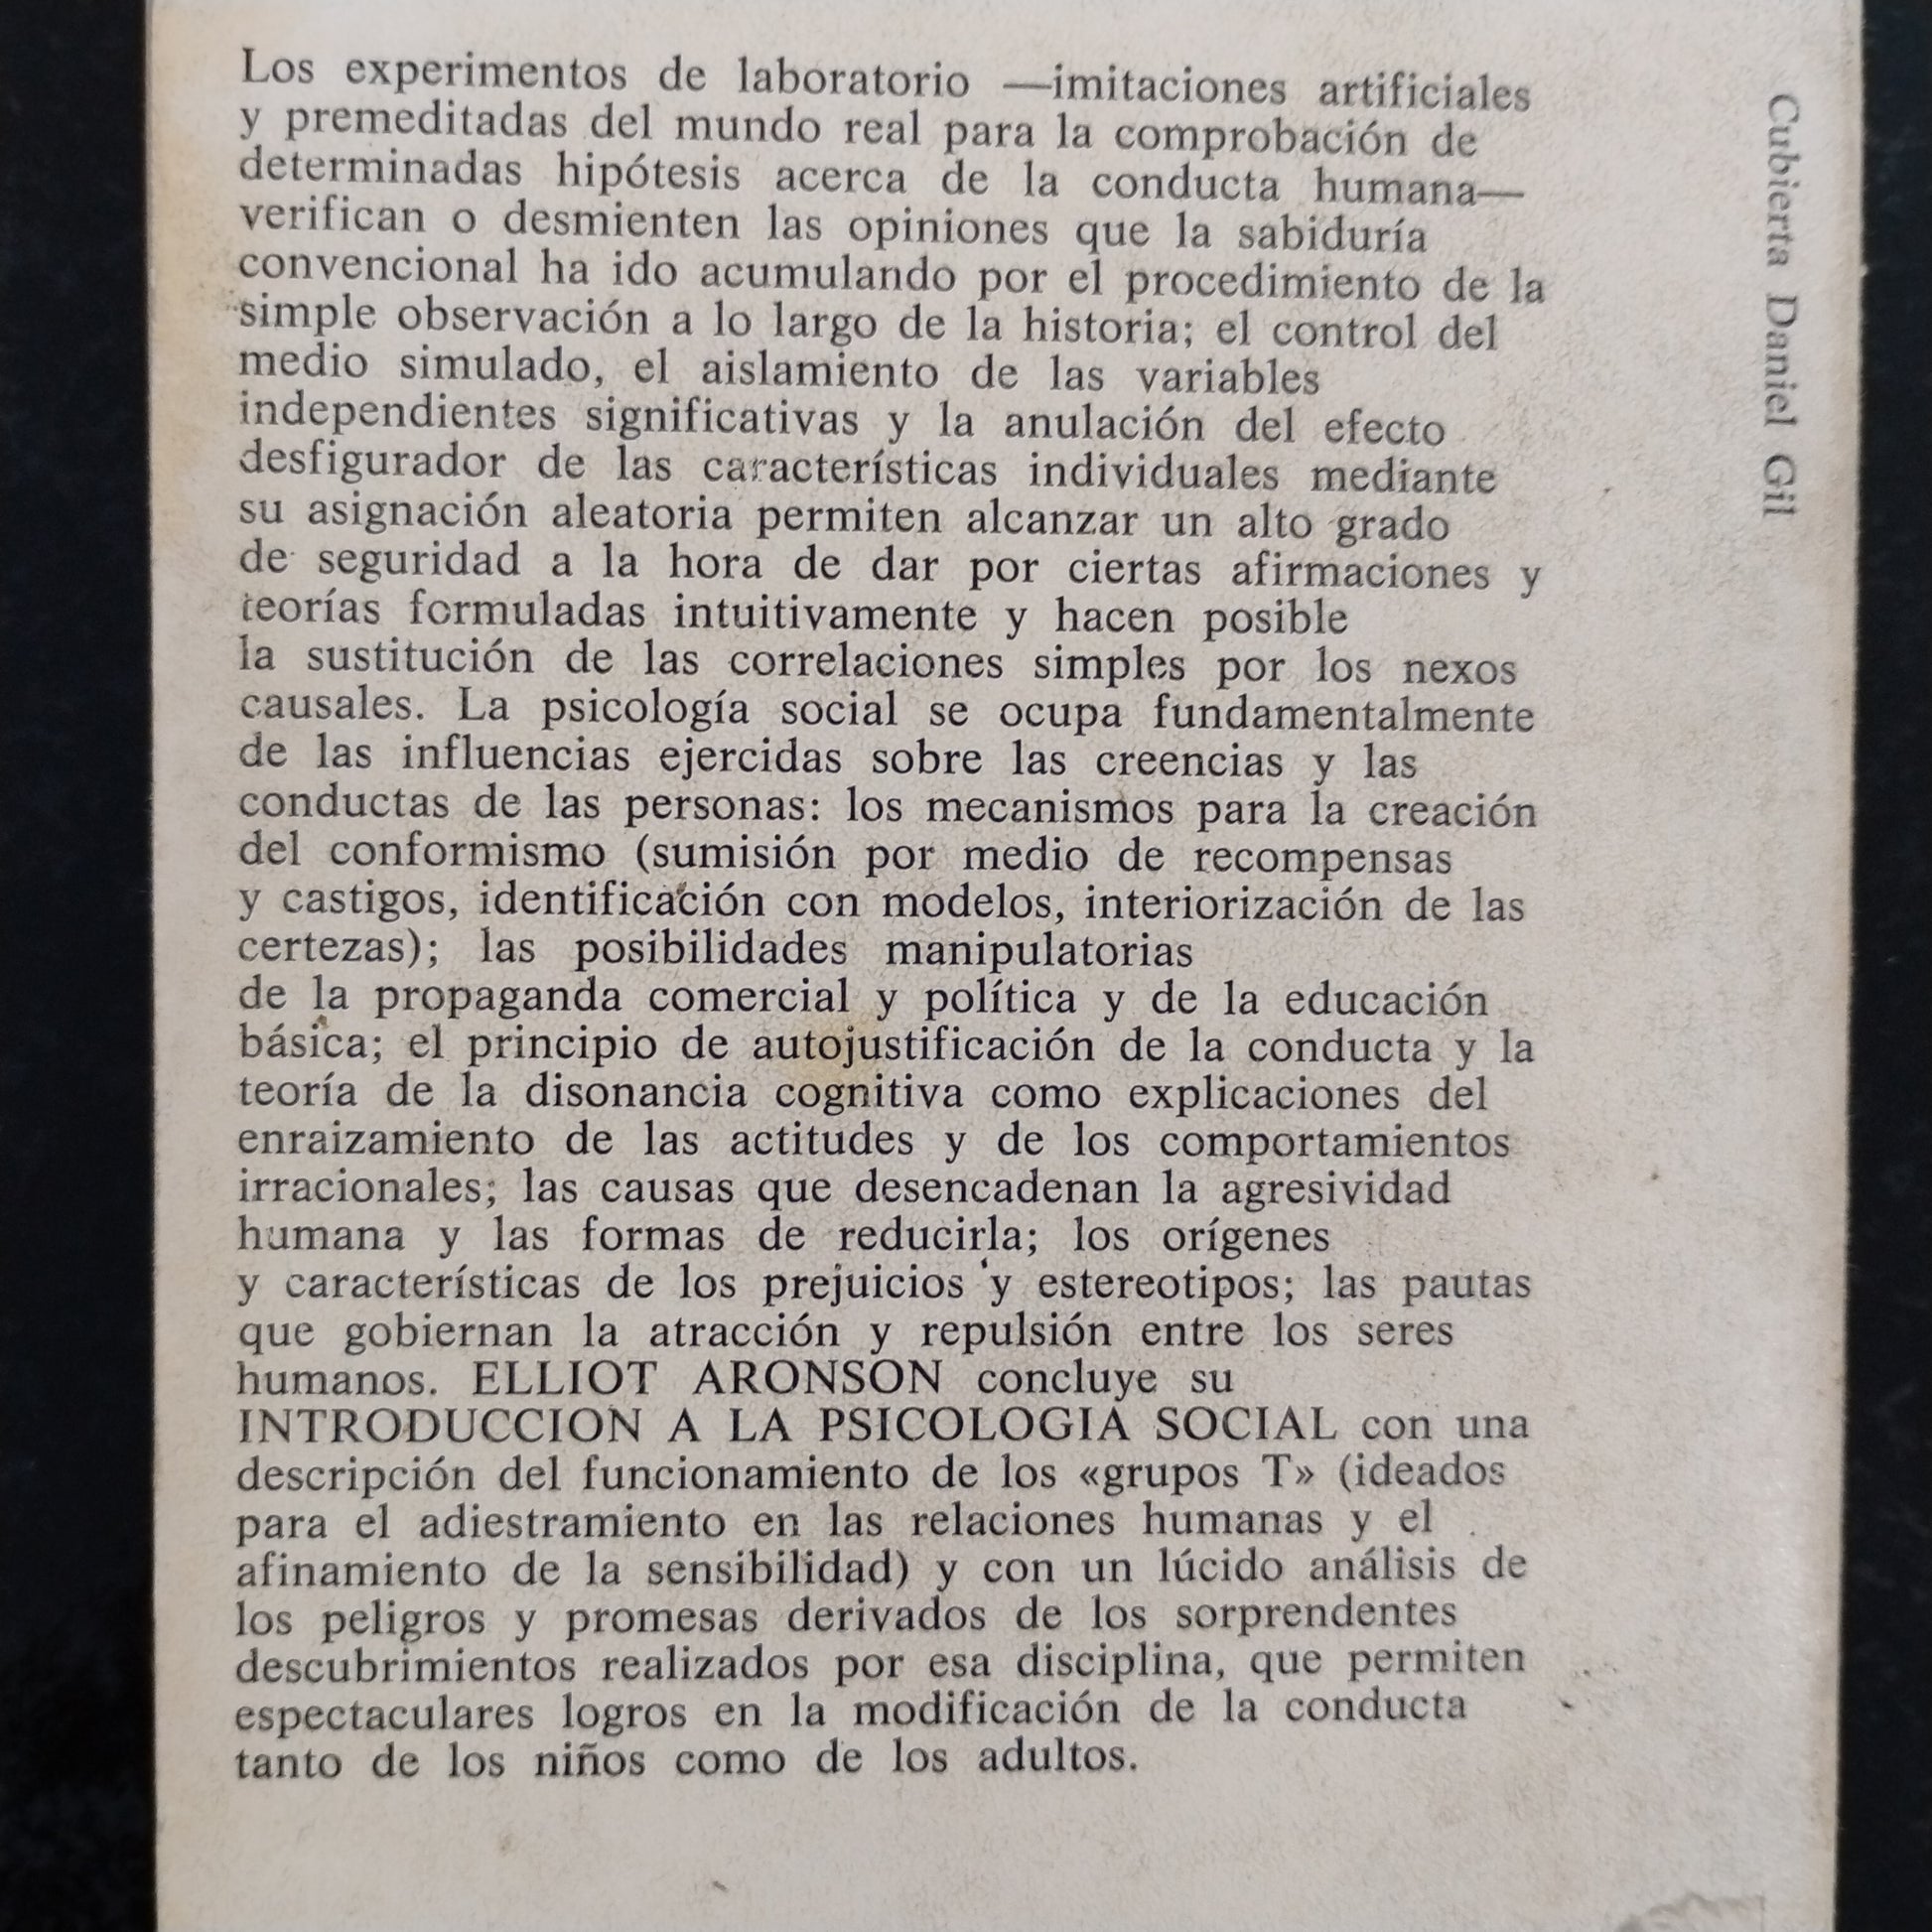 Los experimentos de laboratorio —imitaciones artificiales
y premeditadas del mundo real para la comprobación de
determinadas hipótesis acerca de la conducta humana—
verifican o desmienten las opiniones que la sabiduría
convencional ha ido acumulando por el procedimiento de la
simple observación a lo largo de la historia; el control del
medio simulado, el aislamiento de las variables
independientes significativas y la anulación del efecto
desfigurador de las características individuales mediante
su asignación aleatoria permiten alcanzar un alto grado
de seguridad a la hora de dar por ciertas afirmaciones y
teorías formuladas intuitivamente y hacen posible
la sustitución de las correlaciones simples por los nexos
causales. La psicología social se ocupa fundamentalmente
de las influencias ejercidas sobre las creencias y las
conductas de las personas: los mecanismos para la creación
del conformismo (sumisión por medio de recompensas
y castigos, identificación con modelos, interiorización de las
certezas); las posibilidades manipulatorias
de la propaganda comercial y política y de la educación
básica; el principio de autojustificación de la conducta y la
teoría de la disonancia cognitiva como explicaciones del
enraizamiento de las actitudes y de los comportamientos
irracionales; las causas que desencadenan la agresividad
humana y las formas de reducirla; los orígenes
y características de los prejuicios y estereotipos; las pautas
que gobiernan la atracción y repulsión entre los seres
humanos. ELLIOT ARONSON concluye su
INTRODUCCION A LA PSICOLOGIA SOCIAL con una
descripción del funcionamiento de los «grupos T» (ideados
para el adiestramiento en las relaciones humanas y el
afinamiento de la sensibilidad) y con un lúcido análisis de
los peligros y promesas derivados de los sorprendentes
descubrimientos realizados por esa disciplina, que permiten
espectaculares logros en la modificación de la conducta
tanto de los niños como de los adultos.
Cubierta Daniel Gil